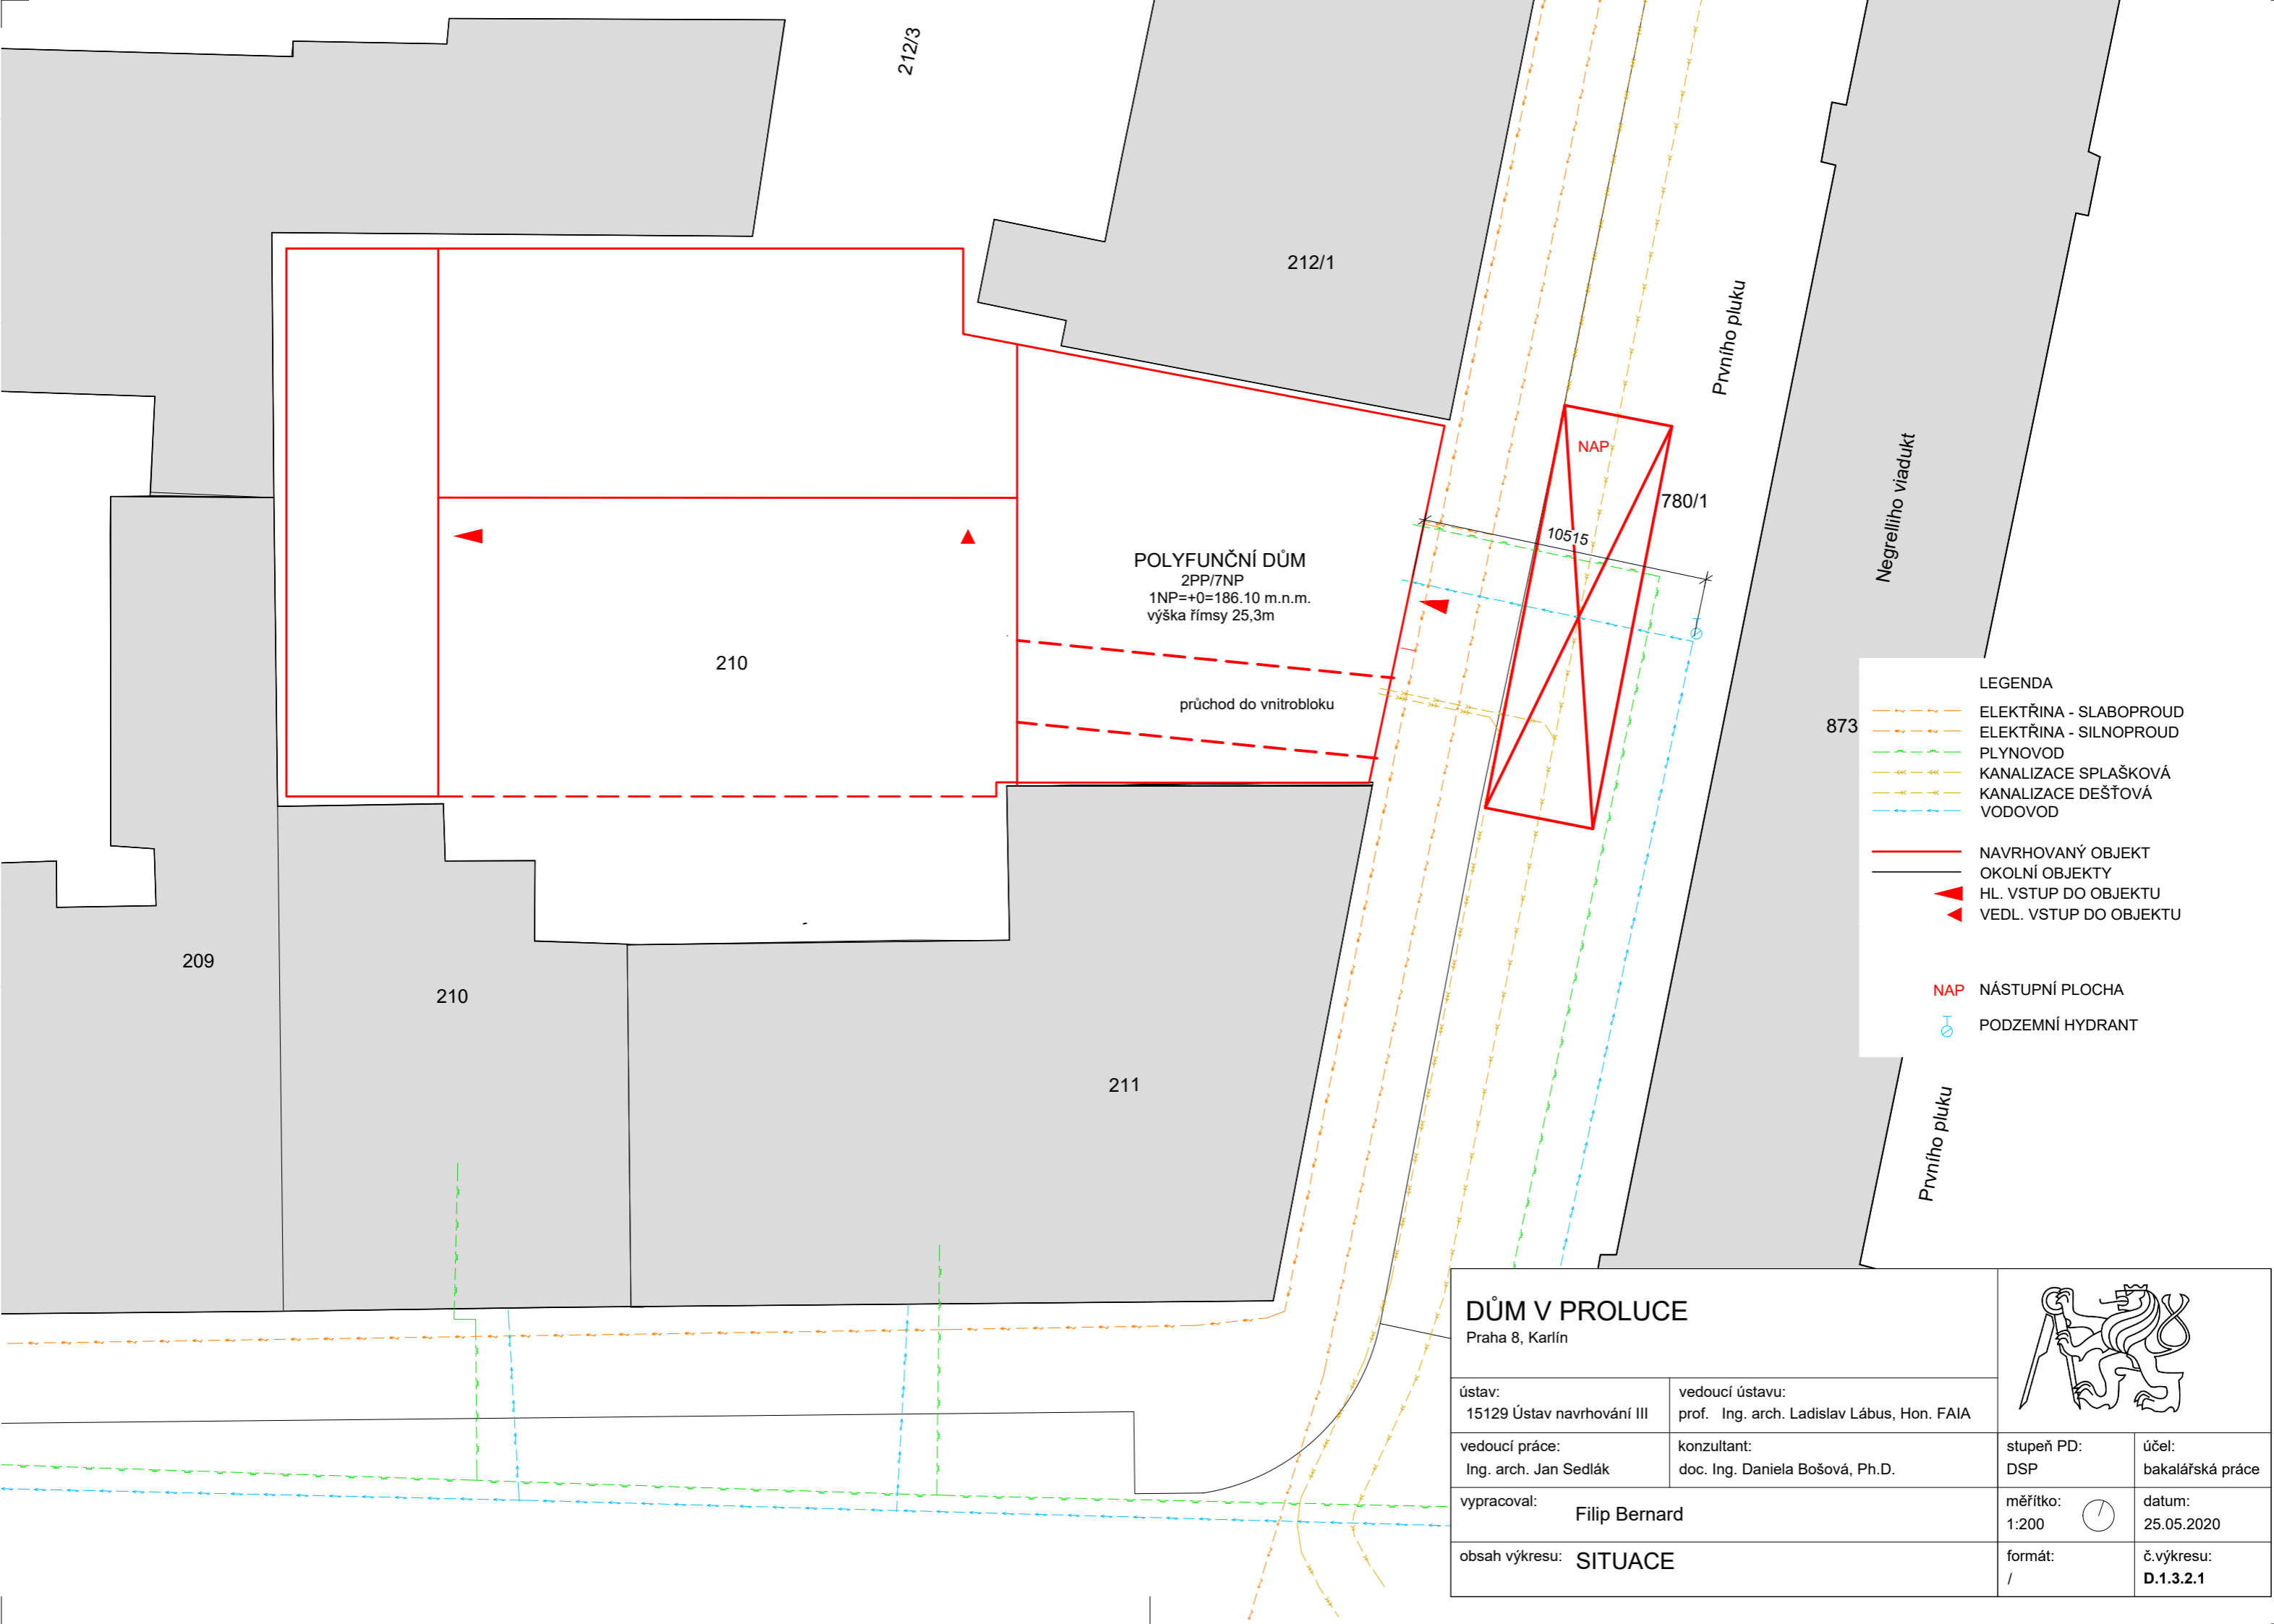 212/3
212/1
Prvního pluku
NAP
780/1
10515
Negrelliho viadukt
POLYFUNČNÍ DŮM
2PP/7NP
1NP=+0=186.10 m.n.m.
výška římsy 25,3m
210
průchod do vnitrobloku
873
LEGENDA
ELEKTŘINA - SLABOPROUD
ELEKTŘINA - SILNOPROUD
PLYNOVOD
KANALIZACE SPLAŠKOVÁ
KANALIZACE DEŠŤOVÁ
VODOVOD
NAVRHOVANÝ OBJEKT
OKOLNÍ OBJEKTY
HL. VSTUP DO OBJEKTU
VEDL. VSTUP DO OBJEKTU
NAP NÁSTUPNÍ PLOCHA
PODZEMNÍ HYDRANT
209
210
211
Prvního pluku
DŮM V PROLUCE
Praha 8, Karlín
ústav:
15129 Ústav navrhování III
vedoucí ústavu:
prof. Ing. arch. Ladislav Lábus, Hon. FAIA
vedoucí práce:
Ing. arch. Jan Sedlák
konzultant:
doc. Ing. Daniela Bošová, Ph.D.
stupeň PD:
DSP
účel:
bakalářská práce
vypracoval:
Filip Bernard
měřítko:
1:200
datum:
25.05.2020
obsah výkresu: SITUACE
formát:
/
č.výkresu:
D.1.3.2.1